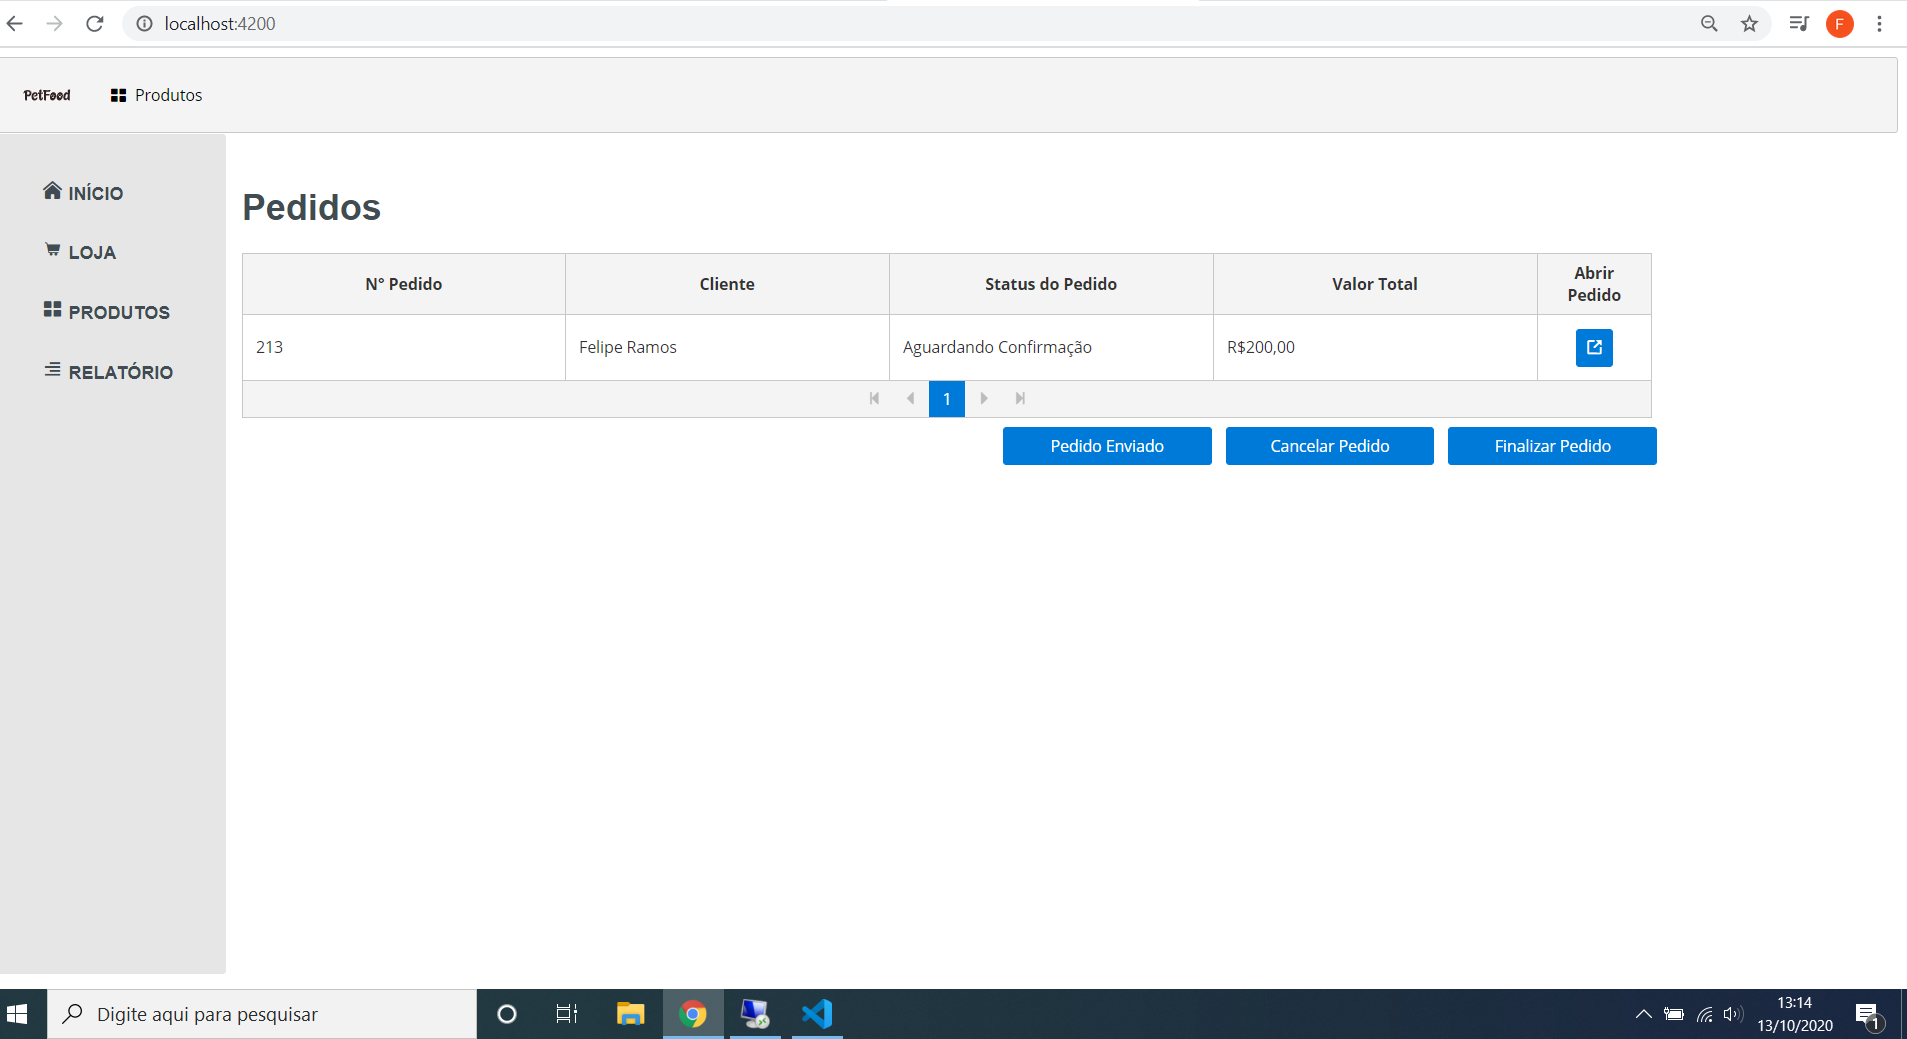 localhost:4200
F
PetFood
Produtos
INÍCIO
LOJA
PRODUTOS
RELATÓRIO
Pedidos
N° Pedido
Cliente
Status do Pedido
Valor Total
Abrir
Pedido
213
Felipe Ramos
Aguardando Confirmação
R$200,00
1
Pedido Enviado
Cancelar Pedido
Finalizar Pedido
Digite aqui para pesquisar
13:14
13/10/2020
1